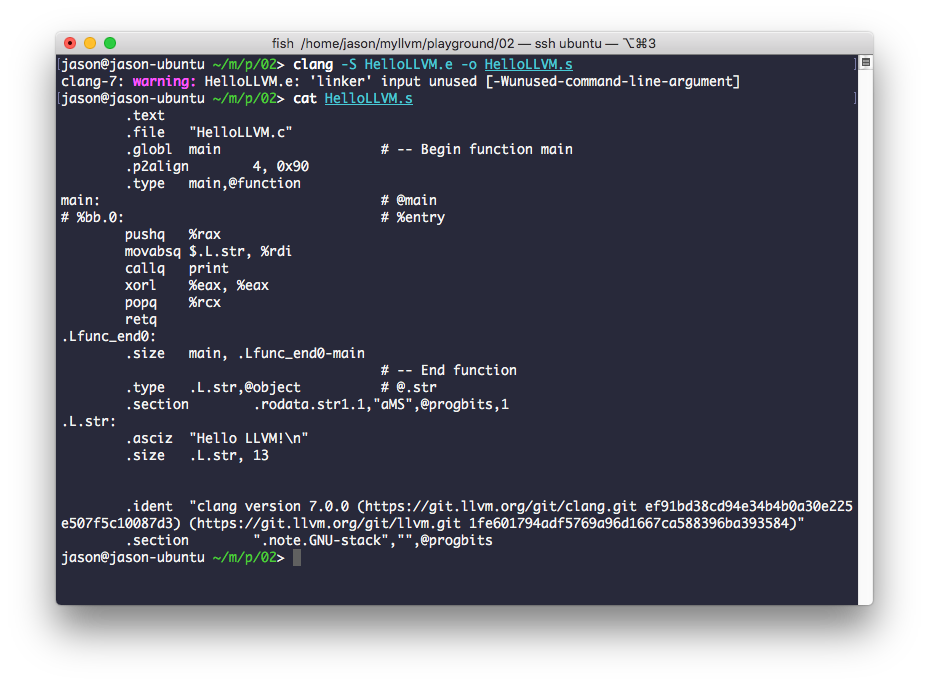 fish /home/jason/myllvm/playground/02 — ssh ubuntu — ⌥⌘3
[jason@jason-ubuntu ~/m/p/02> clang -S HelloLLVM.e -o HelloLLVM.s ]
clang-7: warning: HelloLLVM.e: 'linker' input unused [-Wunused-command-line-argument]
[jason@jason-ubuntu ~/m/p/02> cat HelloLLVM.s ]
        .text
        .file   "HelloLLVM.c"
        .globl  main                    # -- Begin function main
        .p2align        4, 0x90
        .type   main,@function
main:                                   # @main
# %bb.0:                                # %entry
        pushq   %rax
        movabsq $.L.str, %rdi
        callq   print
        xorl    %eax, %eax
        popq    %rcx
        retq
.Lfunc_end0:
        .size   main, .Lfunc_end0-main
                                        # -- End function
        .type   .L.str,@object          # @.str
        .section        .rodata.str1.1,"aMS",@progbits,1
.L.str:
        .asciz  "Hello LLVM!\n"
        .size   .L.str, 13
        .ident  "clang version 7.0.0 (https://git.llvm.org/git/clang.git ef91bd38cd94e34b4b0a30e225
e507f5c10087d3) (https://git.llvm.org/git/llvm.git 1fe601794adf5769a96d1667ca588396ba393584)"
        .section        ".note.GNU-stack","",@progbits
jason@jason-ubuntu ~/m/p/02>